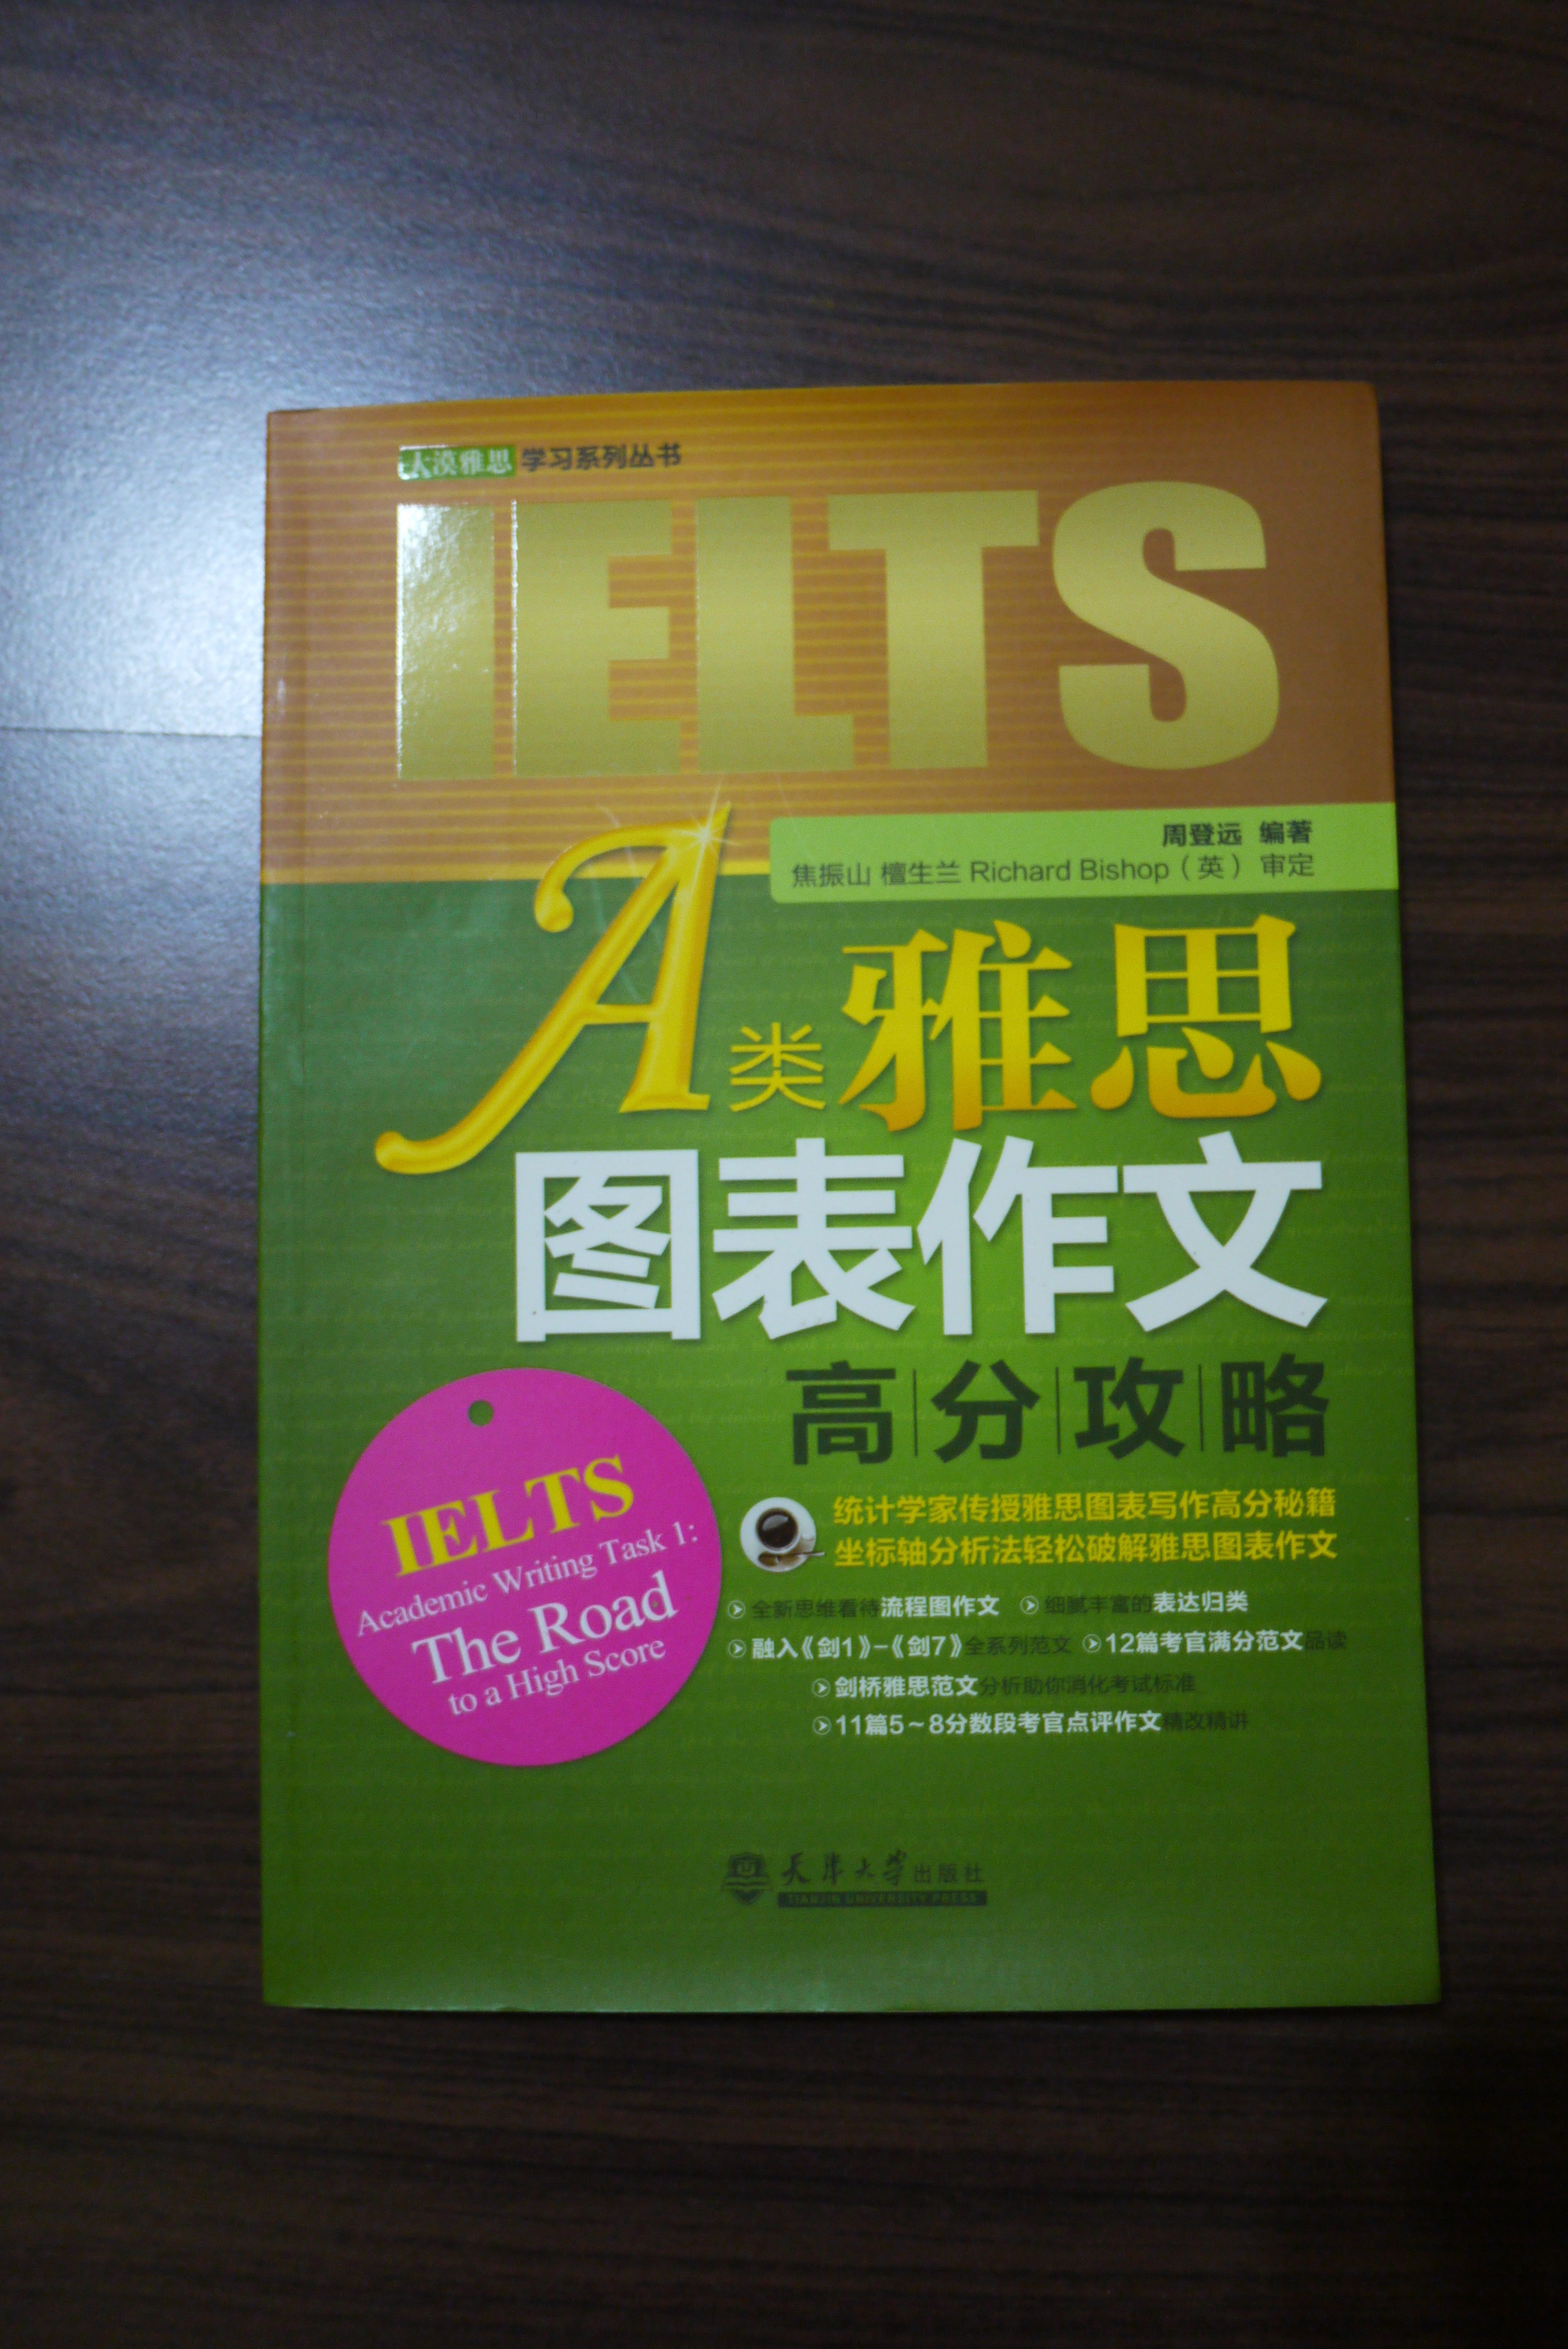 大漠雅思 学习系列丛书
IELTS
周登远 编著
焦振山 檀生兰 Richard Bishop（英） 审定
A类雅思
图表作文
高分攻略
IELTS
Academic Writing Task 1:
The Road
to a High Score
统计学家传授雅思图表写作高分秘籍
坐标轴分析法轻松破解雅思图表作文
全新思维看待流程图作文 细腻丰富的表达归类
融入《剑1》-《剑7》全系列范文 12篇考官满分范文品读
剑桥雅思范文分析助你消化考试标准
11篇5～8分数段考官点评作文精改精讲
天津大学出版社
TIANJIN UNIVERSITY PRESS